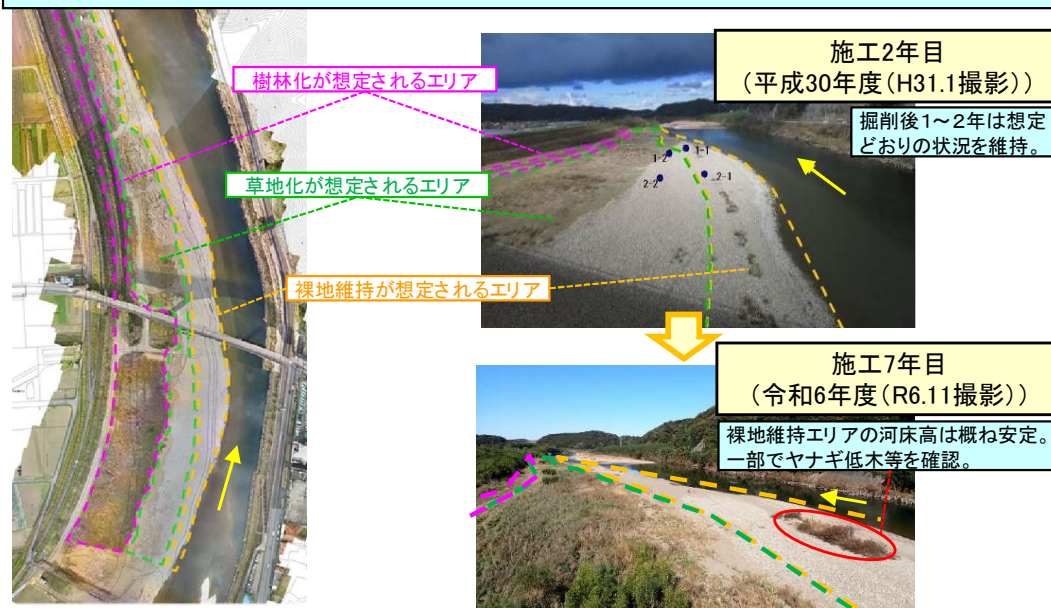 施工2年目
(平成30年度(H31.1撮影))
掘削後1～2年は想定
どおりの状況を維持。
樹林化が想定されるエリア
草地化が想定されるエリア
裸地維持が想定されるエリア
1-1
1-2
2-1
2-2
施工7年目
(令和6年度(R6.11撮影))
裸地維持エリアの河床高は概ね安定。
一部でヤナギ低木等を確認。